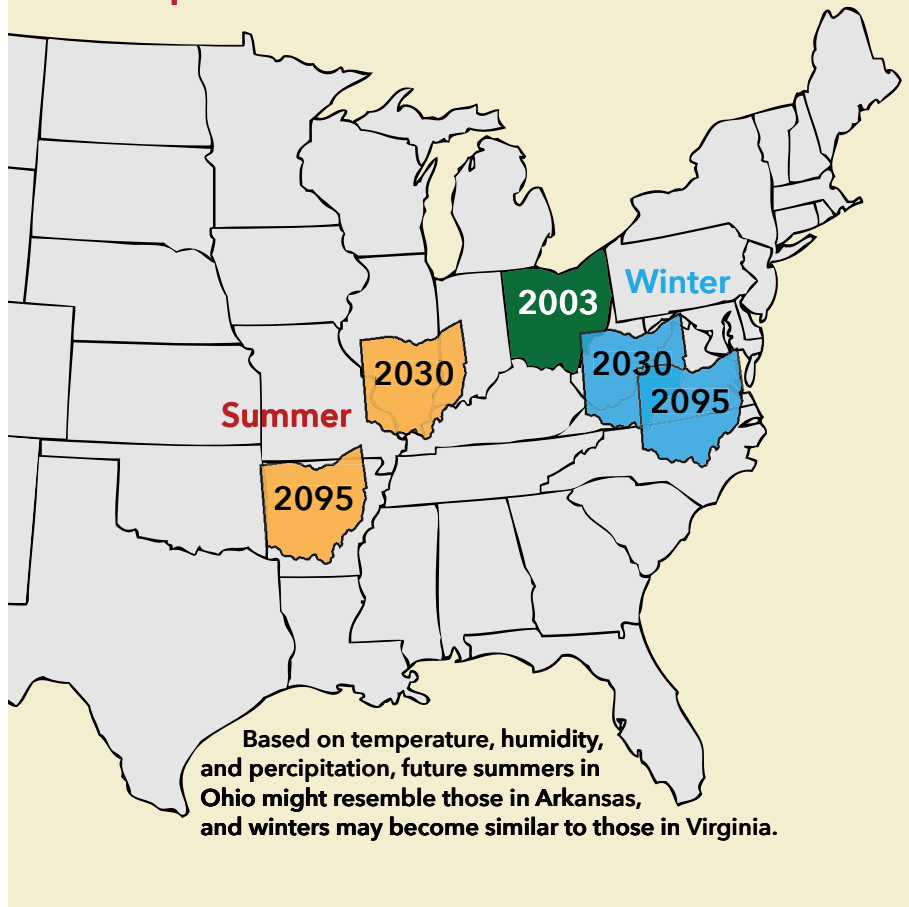 2003
Winter
2030
2030
2095
Summer
2095
Based on temperature, humidity,
and percipitation, future summers in
Ohio might resemble those in Arkansas,
and winters may become similar to those in Virginia.